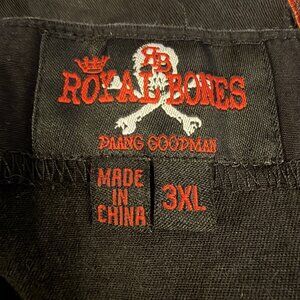 RB
ROYAL BONES
DAANG GOODMAN
MADE
IN
CHINA
3XL